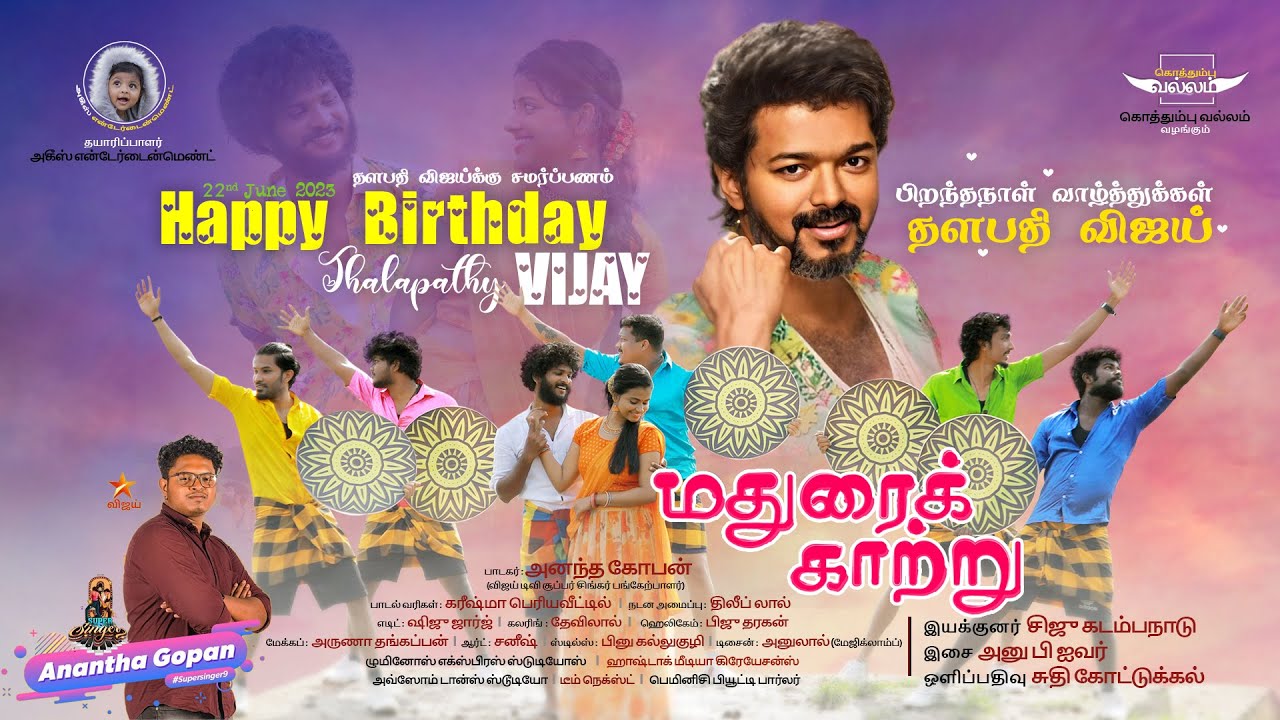 அகீஸ் என்டேர்டைன்மெண்ட்
தயாரிப்பாளர்
அகீஸ் என்டேர்டைன்மெண்ட்
கொத்தும்பு
வல்லம்
கொத்தும்பு வல்லம்
வழங்கும்
தளபதி விஜய்க்கு சமர்ப்பணம்
22nd June 2023
Happy Birthday
Thalapathy VIJAY
பிறந்தநாள் வாழ்த்துக்கள்
தளபதி விஜய்
மதுரைக்
காற்று
விஜய்
SUPER
Singer
Anantha Gopan
#Supersinger9
பாடகர் : அனந்த கோபன்
(விஜய் டிவி சூப்பர் சிங்கர் பங்கேற்பாளர்)
பாடல் வரிகள் : கரீஷ்மா பெரியவீட்டில் | நடன அமைப்பு : திலீப் லால்
எடிட் : ஷிஜு ஜார்ஜ் | கலரிங் : தேவிலால் | ஹெலிகேம் : பிஜு தரகன்
மேக்கப் : அருணா தங்கப்பன் | ஆர்ட் : சனீஷ் | ஸ்டில்ஸ் : பினு கல்லுகுழி | டிசைன் : அனுலால் (மேஜிக்லாம்ப்)
முமினோஸ் எக்ஸ்பிரஸ் ஸ்டுடியோஸ் | ஹாஷ்டாக் மீடியா கிரேயேசன்ஸ்
அவ்ஸோம் டான்ஸ் ஸ்டூடியோ | டீம் நெக்ஸ்ட் | பெமினிசி பியூட்டி பார்லர்
இயக்குனர் சிஜு கடம்பநாடு
இசை அனு பி ஐவர்
ஒளிப்பதிவு சுதி கோட்டுக்கல்